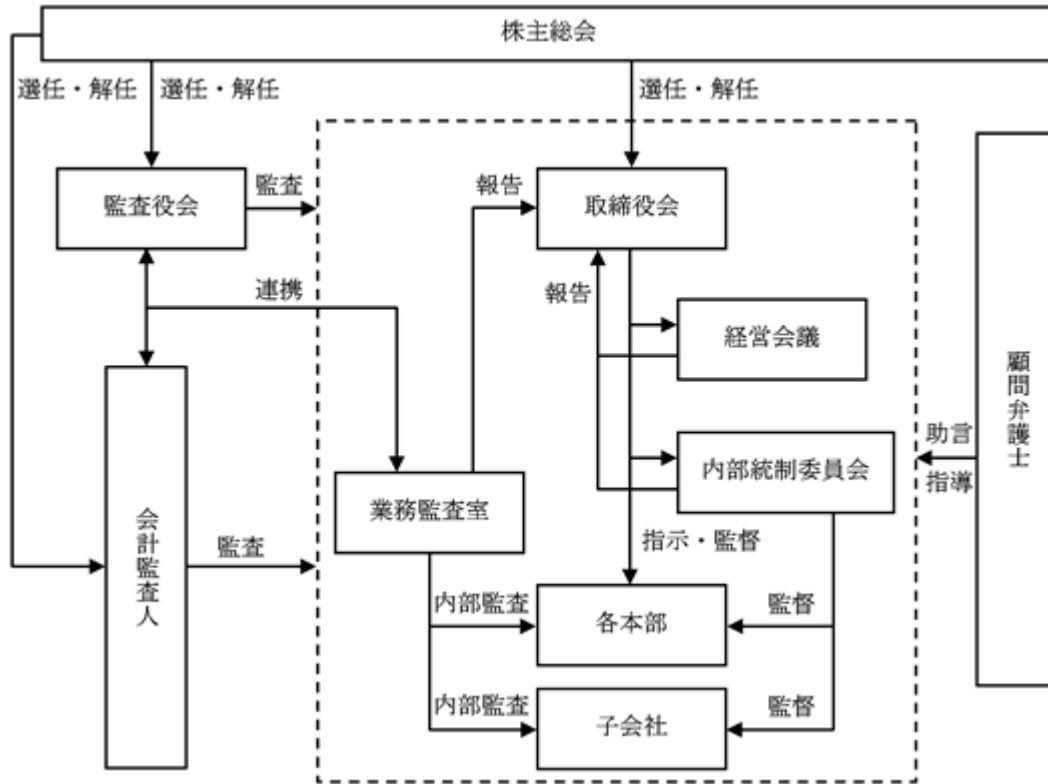 株主総会
選任・解任
選任・解任
選任・解任
監査役会
監査
報告
取締役会
連携
報告
経営会議
顧問弁護士
助言
指導
内部統制委員会
業務監査室
会計監査人
監査
指示・監督
内部監査
各本部
監督
内部監査
子会社
監督